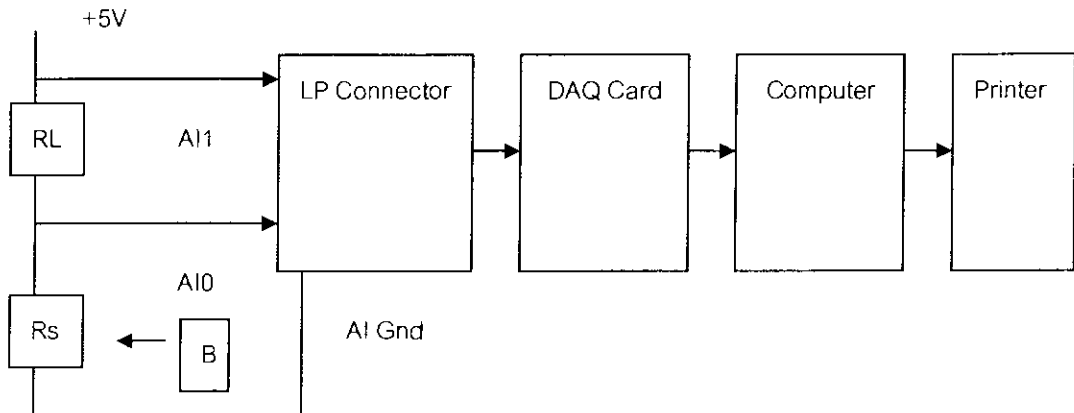 +5V
LP Connector
DAQ Card
Computer
Printer
RL
AI1
AI0
Rs
B
AI Gnd